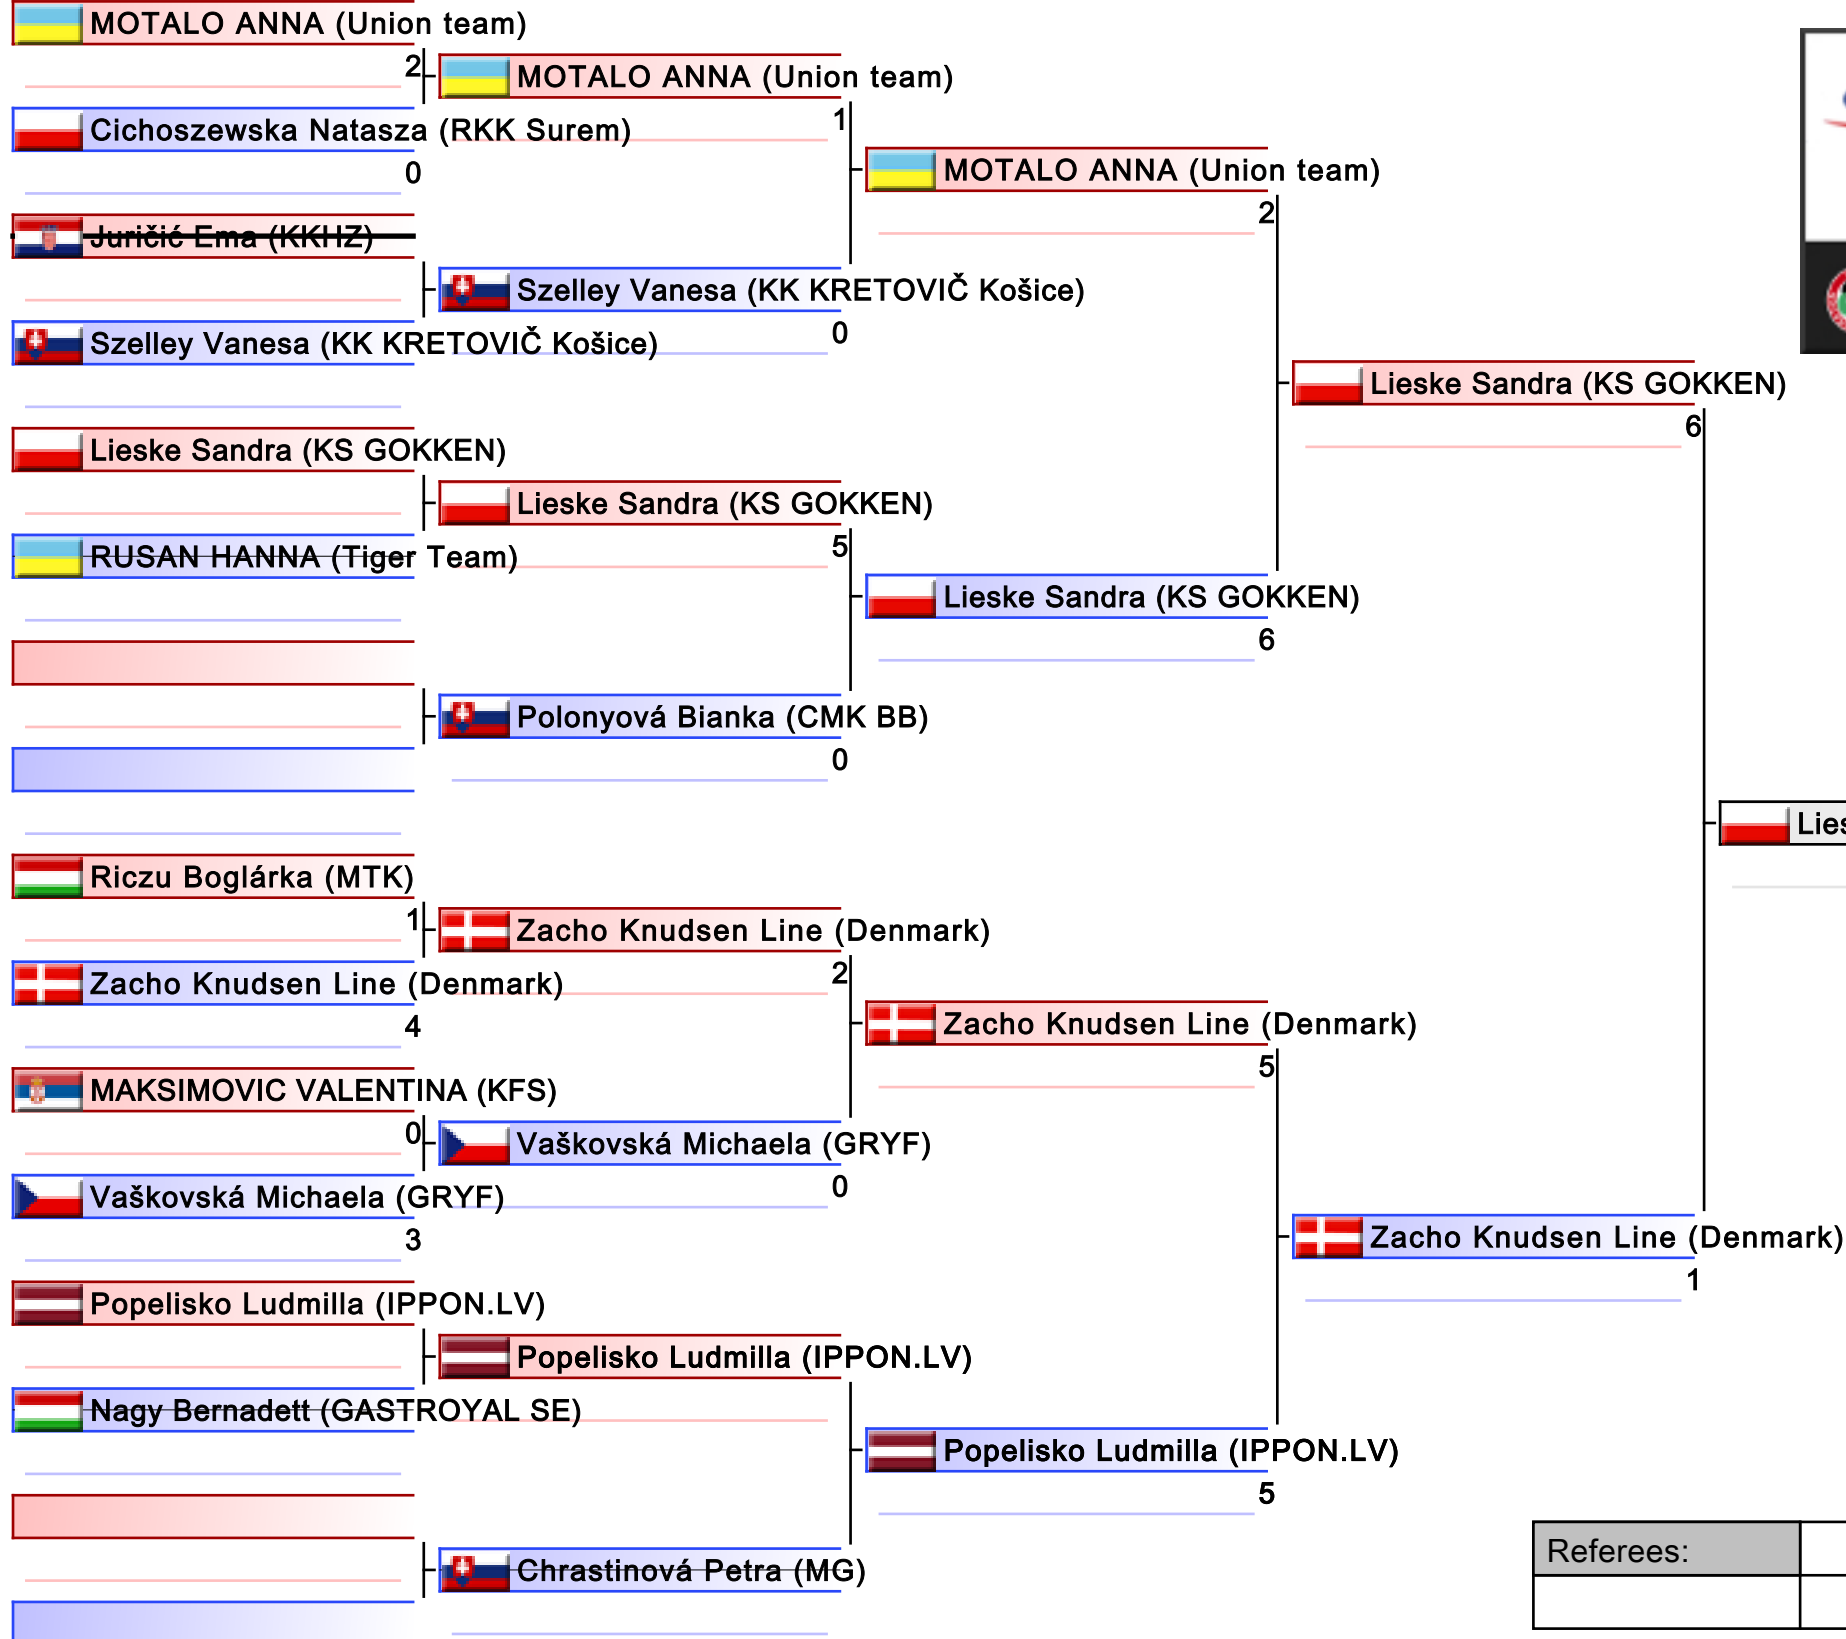 MOTALO ANNA (Union team)
2
MOTALO ANNA (Union team)
Cichoszewska Natasza (RKK Surem)
1
0
MOTALO ANNA (Union team)
2
Juričić Ema (KKHZ)
Szelley Vanesa (KK KRETOVIČ Košice)
0
Szelley Vanesa (KK KRETOVIČ Košice)
Lieske Sandra (KS GOKKEN)
6
Lieske Sandra (KS GOKKEN)
Lieske Sandra (KS GOKKEN)
5
RUSAN HANNA (Tiger Team)
Lieske Sandra (KS GOKKEN)
6
Polonyová Bianka (CMK BB)
0
Lies
Riczu Boglárka (MTK)
1
Zacho Knudsen Line (Denmark)
2
Zacho Knudsen Line (Denmark)
4
Zacho Knudsen Line (Denmark)
5
MAKSIMOVIC VALENTINA (KFS)
0
Vaškovská Michaela (GRYF)
0
Vaškovská Michaela (GRYF)
3
Zacho Knudsen Line (Denmark)
1
Popelisko Ludmilla (IPPON.LV)
Popelisko Ludmilla (IPPON.LV)
Nagy Bernadett (GASTROYAL SE)
Popelisko Ludmilla (IPPON.LV)
5
Chrastinová Petra (MG)
Referees: